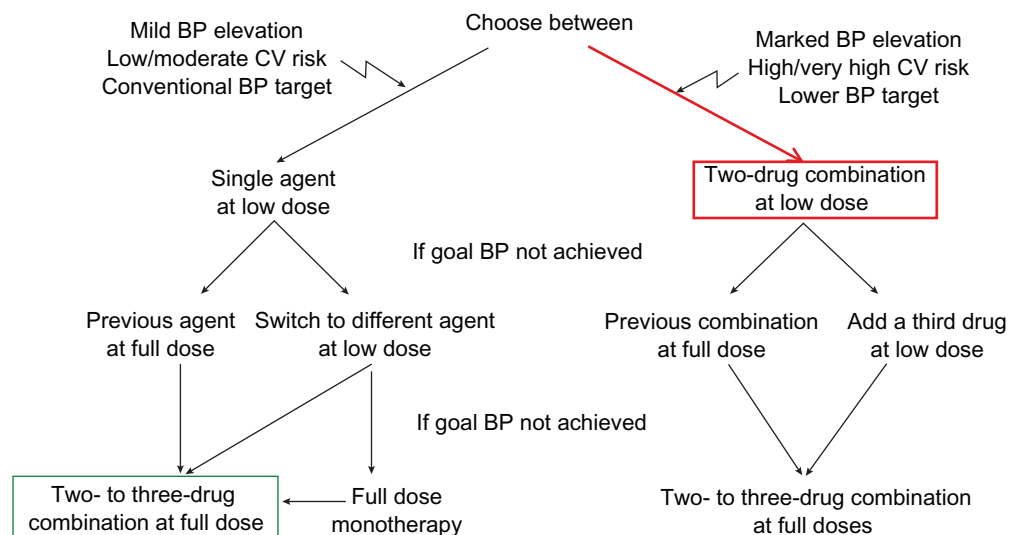 Choose between
Mild BP elevation
Low/moderate CV risk
Conventional BP target
Marked BP elevation
High/very high CV risk
Lower BP target
Single agent
at low dose
Two-drug combination
at low dose
If goal BP not achieved
Previous agent
at full dose
Switch to different agent
at low dose
Previous combination
at full dose
Add a third drug
at low dose
If goal BP not achieved
Two- to three-drug
combination at full dose
Full dose
monotherapy
Two- to three-drug combination
at full doses